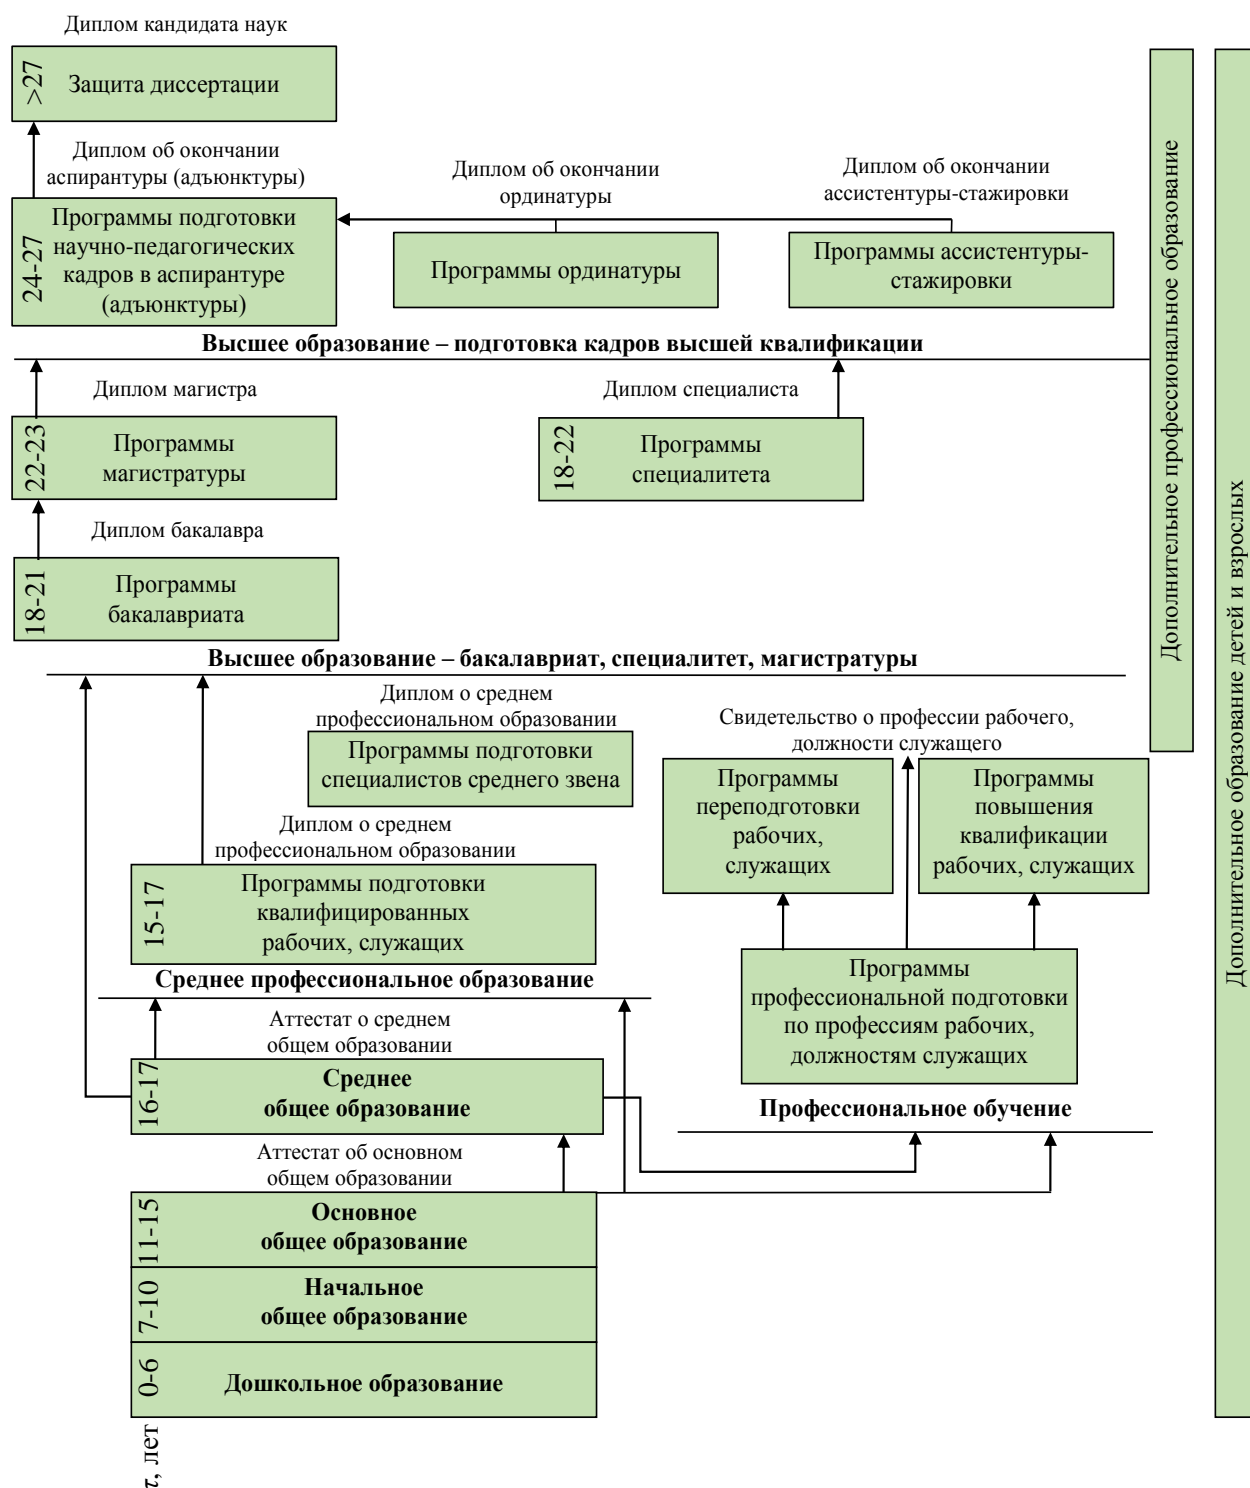 Диплом кандидата наук
>27
Защита диссертации
Диплом об окончании
аспирантуры (адъюнктуры)
24-27
Программы подготовки
научно-педагогических
кадров в аспирантуре
(адъюнктуры)
Диплом об окончании
ординатуры
Программы ординатуры
Диплом об окончании
ассистентуры-стажировки
Программы ассистентуры-
стажировки
Высшее образование – подготовка кадров высшей квалификации
Диплом магистра
22-23
Программы
магистратуры
Диплом специалиста
18-22
Программы
специалитета
Диплом бакалавра
18-21
Программы
бакалавриата
Высшее образование – бакалавриат, специалитет, магистратуры
Диплом о среднем
профессиональном образовании
Программы подготовки
специалистов среднего звена
Диплом о среднем
профессиональном образовании
15-17
Программы подготовки
квалифицированных
рабочих, служащих
Свидетельство о профессии рабочего,
должности служащего
Программы
переподготовки
рабочих,
служащих
Программы
повышения
квалификации
рабочих, служащих
Среднее профессиональное образование
Программы
профессиональной подготовки
по профессиям рабочих,
должностям служащих
Аттестат о среднем
общем образовании
16-17
Среднее
общее образование
Профессиональное обучение
Аттестат об основном
общем образовании
11-15
Основное
общее образование
7-10
Начальное
общее образование
0-6
Дошкольное образование
, лет
Дополнительное профессиональное образование
Дополнительное образование детей и взрослых